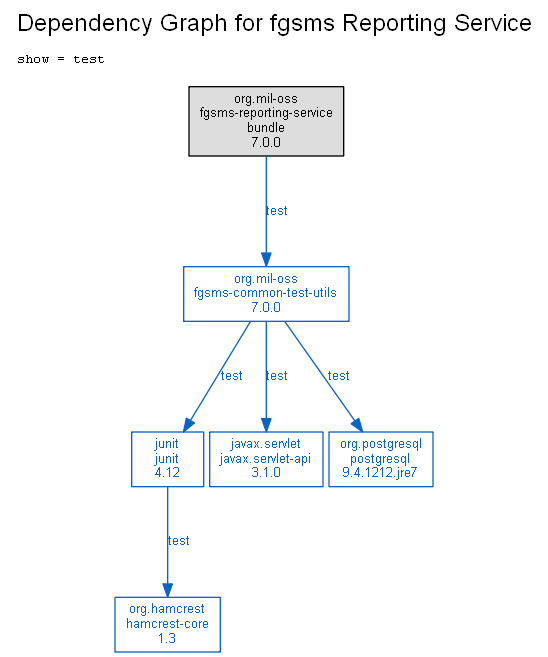 Dependency Graph for fgsms Reporting Service
show = test
org.mil-oss
fgsms-reporting-service
bundle
7.0.0
test
org.mil-oss
fgsms-common-test-utils
7.0.0
test
test
test
junit
junit
4.12
javax.servlet
javax.servlet-api
3.1.0
org.postgresql
postgresql
9.4.1212.jre7
test
org.hamcrest
hamcrest-core
1.3